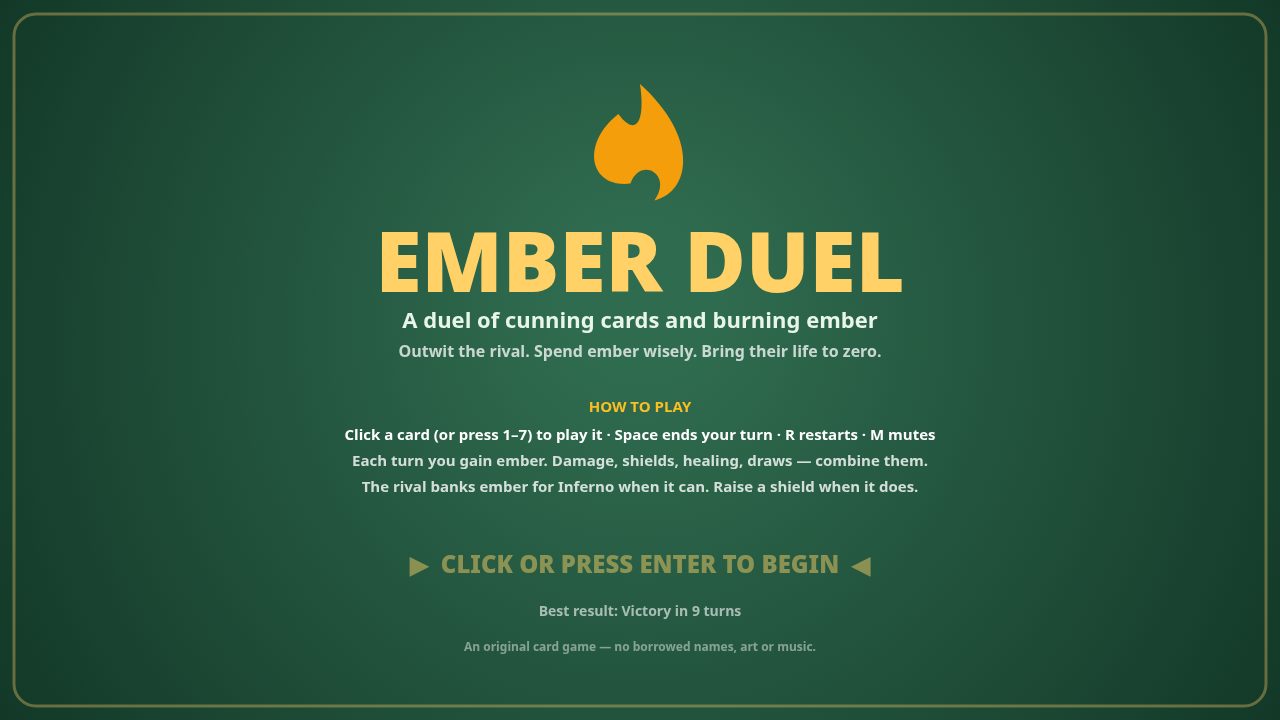 EMBER DUEL
A duel of cunning cards and burning ember
Outwit the rival. Spend ember wisely. Bring their life to zero.
HOW TO PLAY
Click a card (or press 1–7) to play it · Space ends your turn · R restarts · M mutes
Each turn you gain ember. Damage, shields, healing, draws — combine them.
The rival banks ember for Inferno when it can. Raise a shield when it does.
▶ CLICK OR PRESS ENTER TO BEGIN ◀
Best result: Victory in 9 turns
An original card game — no borrowed names, art or music.